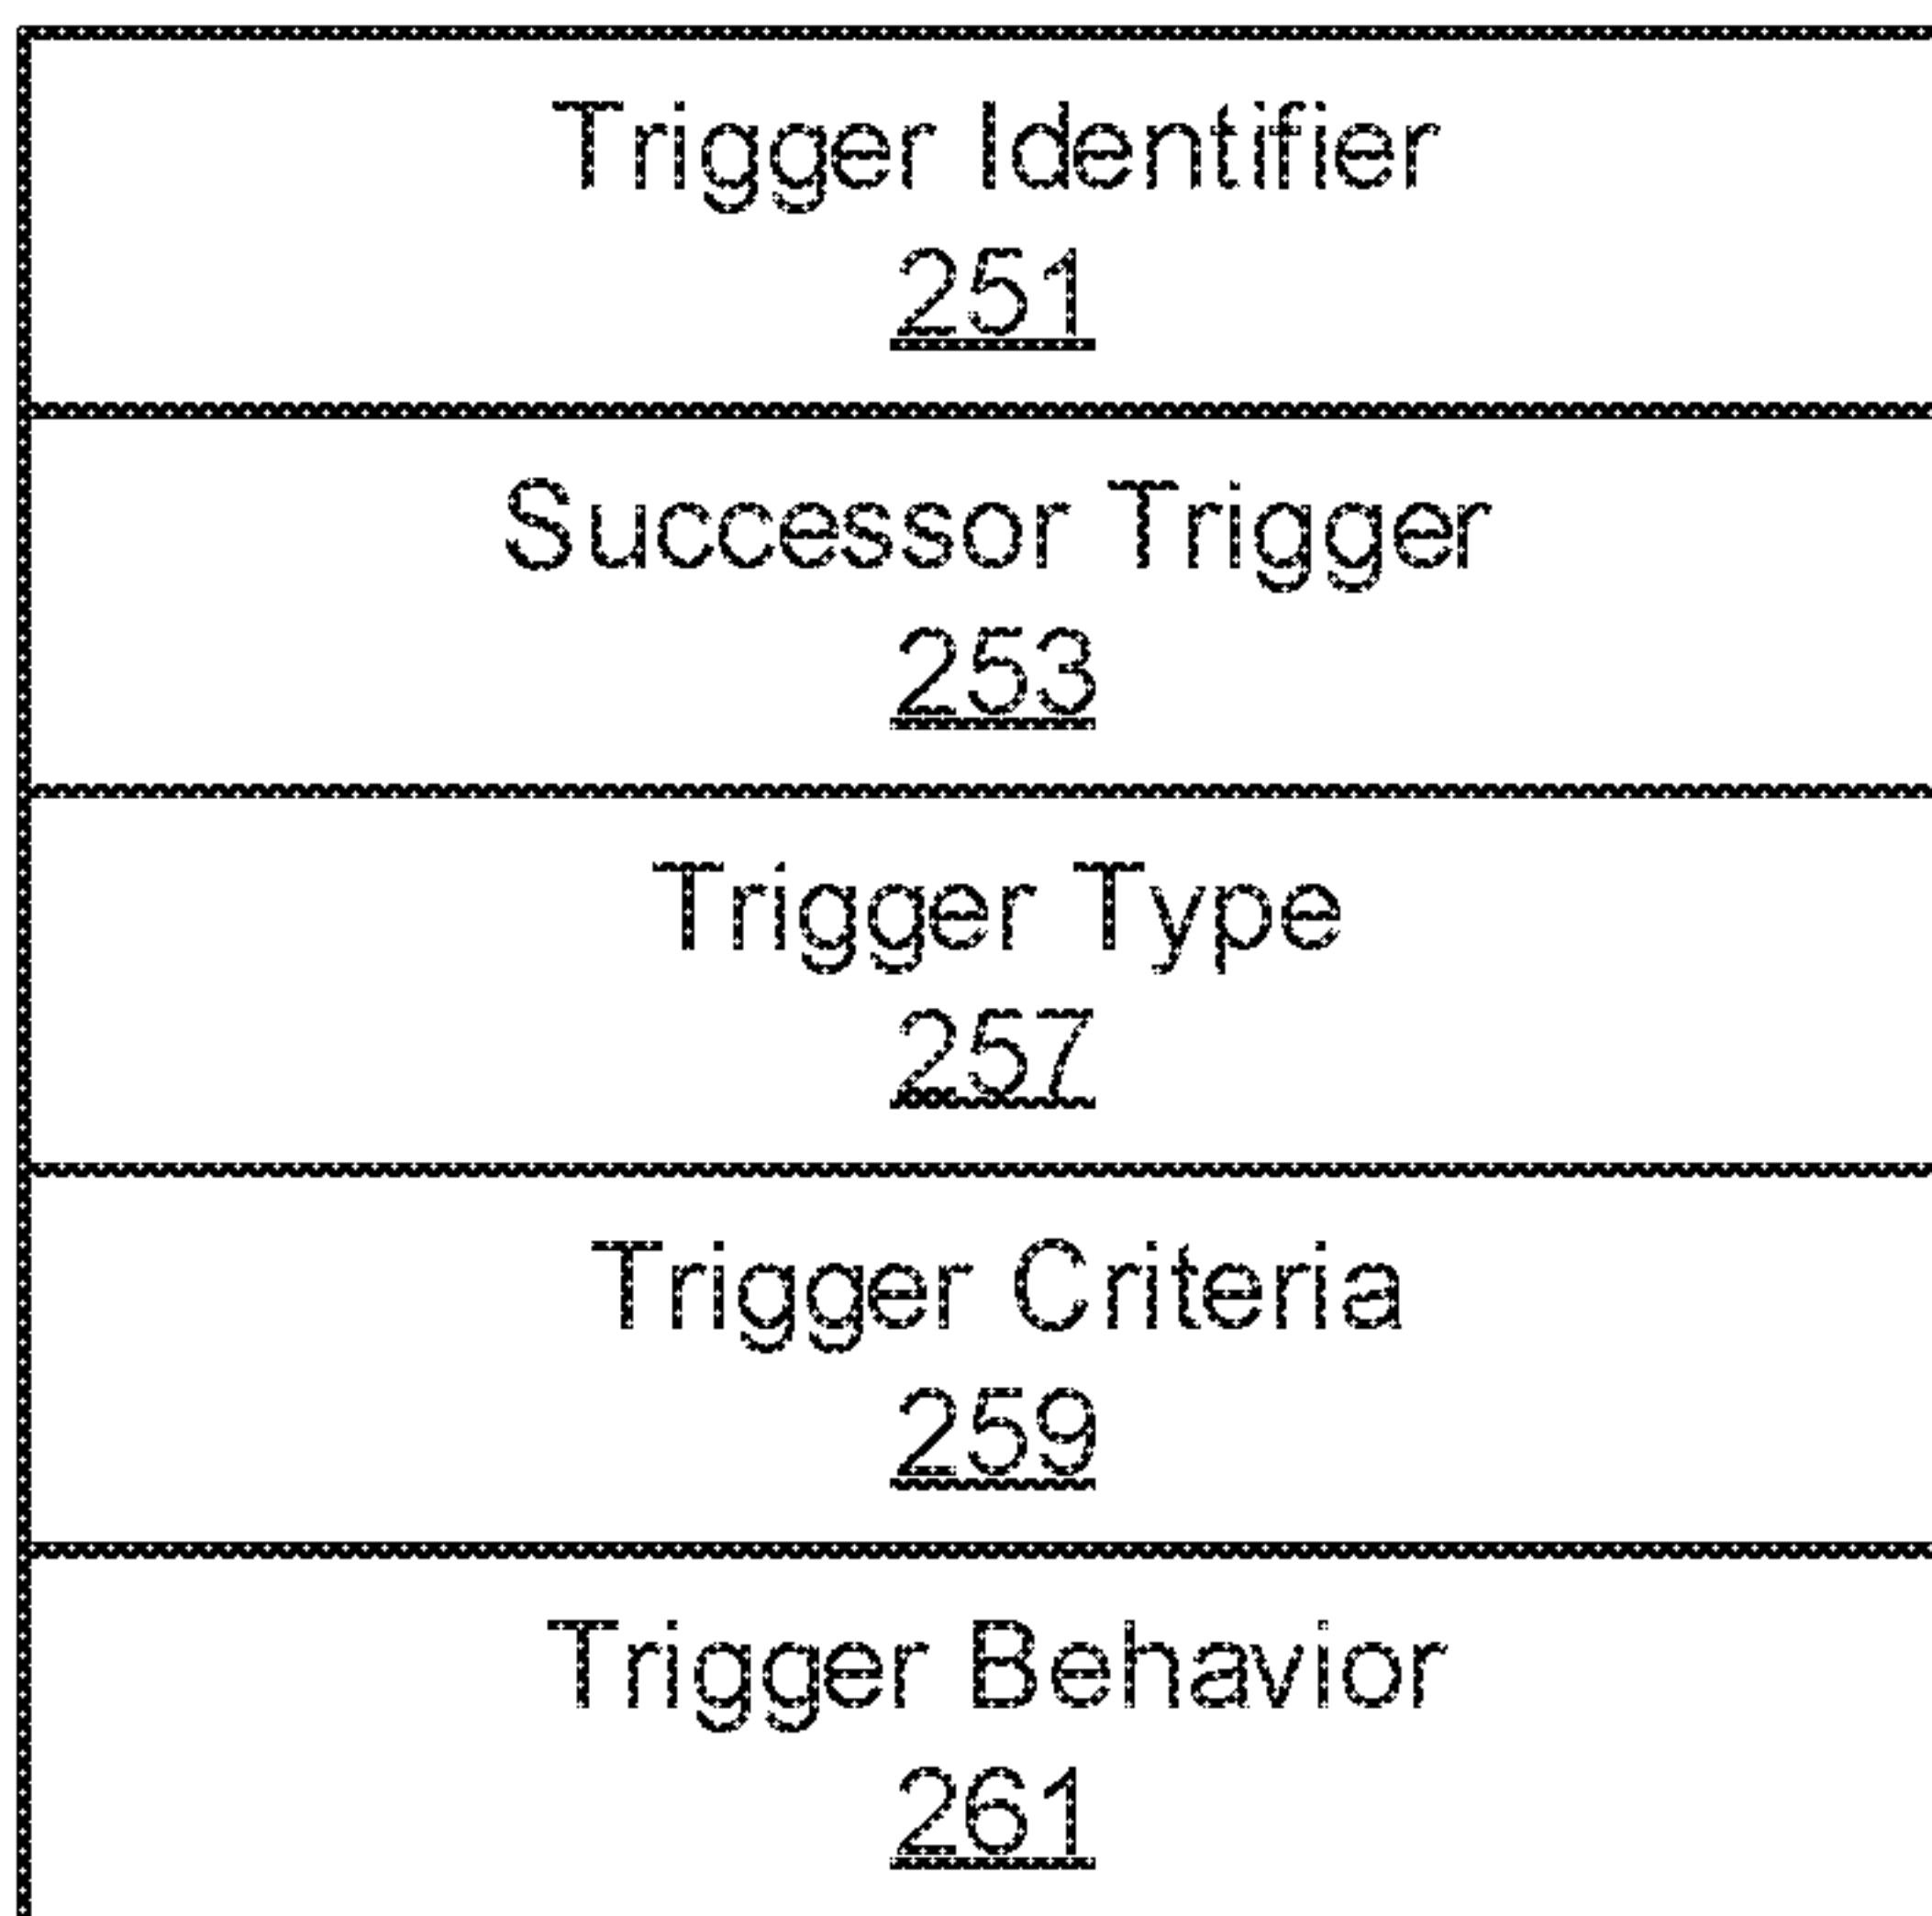 Trigger Identifier
251
Successor Trigger
253
Trigger Type
257
Trigger Criteria
259
Trigger Behavior
261